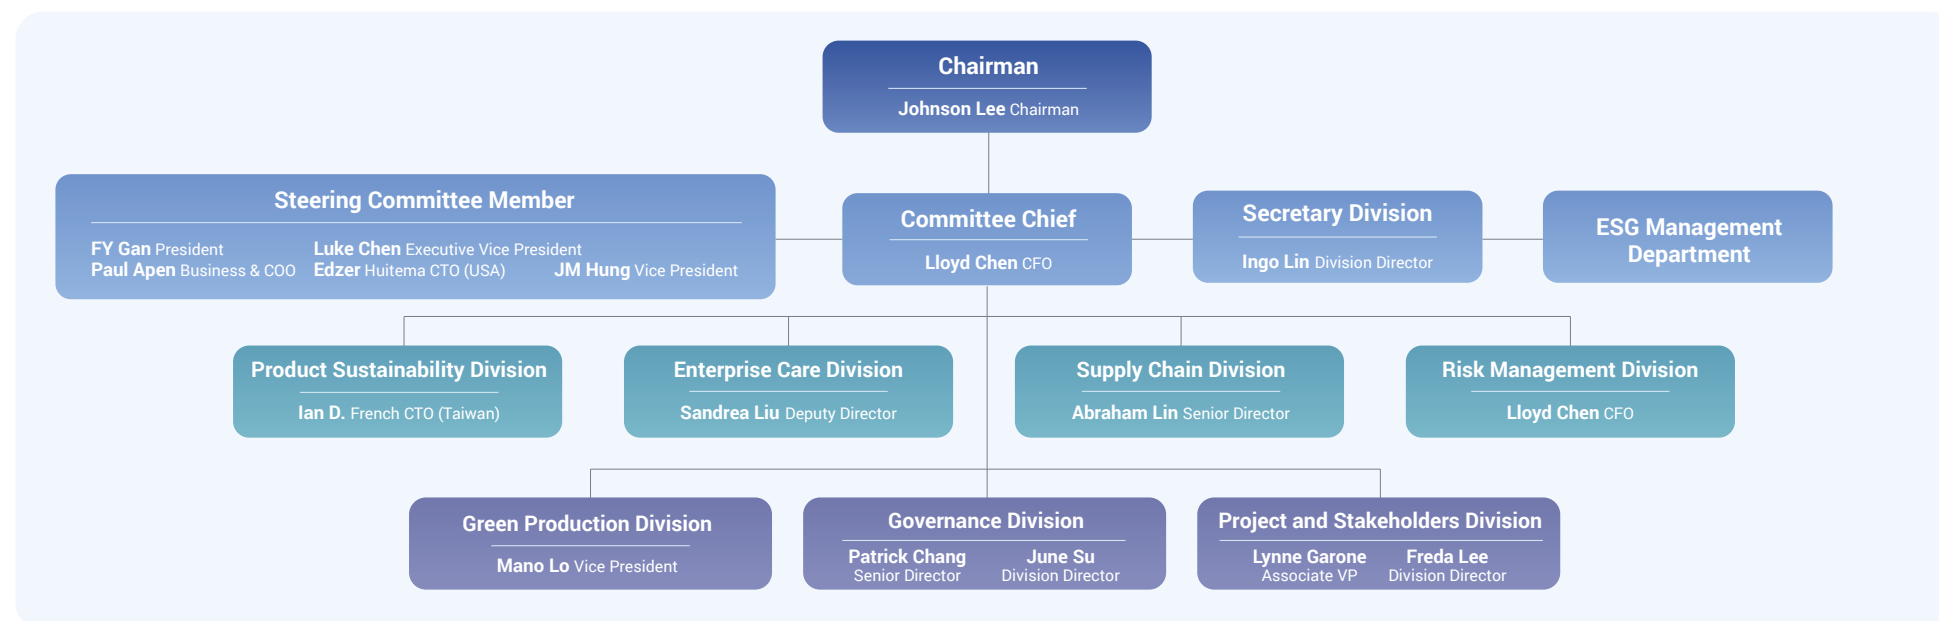 Chairman
Johnson Lee Chairman
Steering Committee Member
FY Gan President Luke Chen Executive Vice President
Paul Apen Business & COO Edzer Huitema CTO (USA) JM Hung Vice President
Committee Chief
Lloyd Chen CFO
Secretary Division
Ingo Lin Division Director
ESG Management
Department
Product Sustainability Division
Ian D. French CTO (Taiwan)
Enterprise Care Division
Sandrea Liu Deputy Director
Supply Chain Division
Abraham Lin Senior Director
Risk Management Division
Lloyd Chen CFO
Green Production Division
Mano Lo Vice President
Governance Division
Patrick Chang June Su
Senior Director Division Director
Project and Stakeholders Division
Lynne Garone Freda Lee
Associate VP Division Director